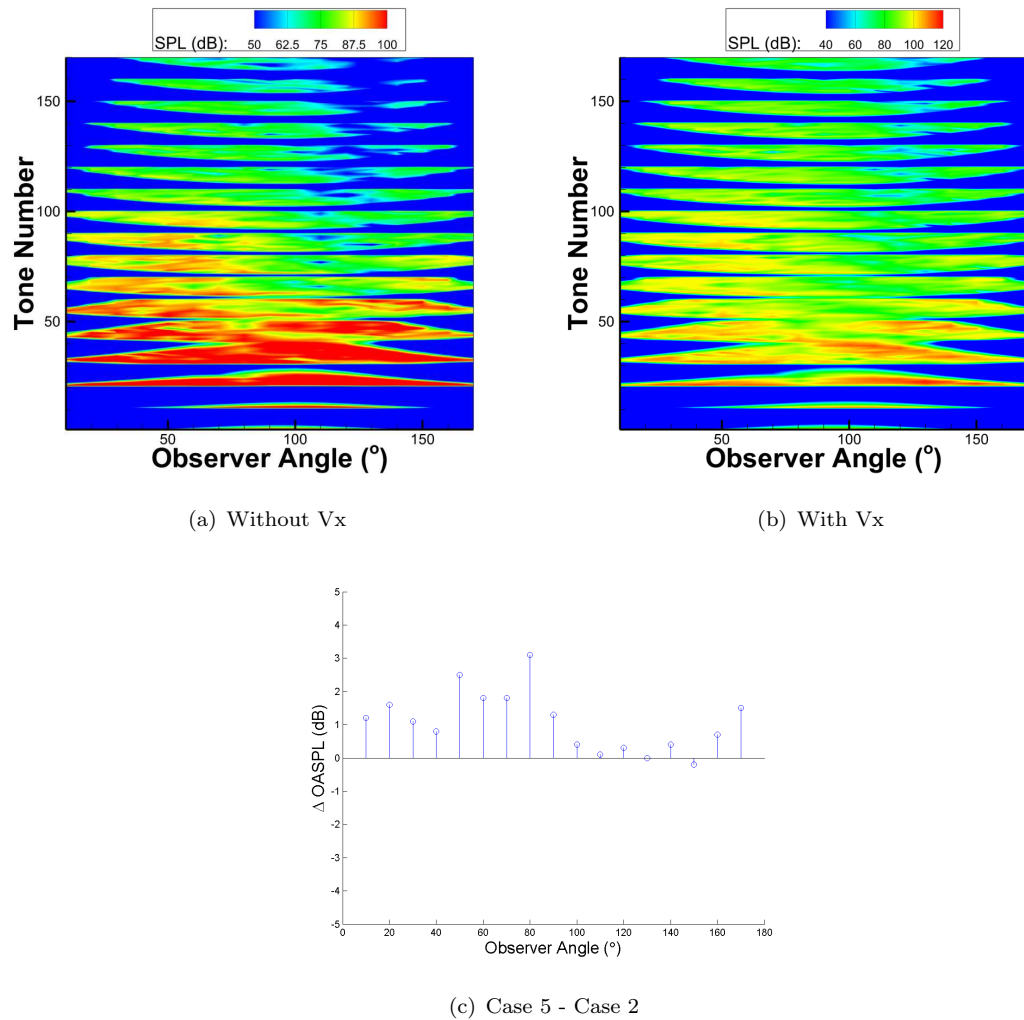 SPL (dB): 50 62.5 75 87.5 100
SPL (dB): 40 60 80 100 120
150
100
50
Tone Number
50 100 150
Observer Angle (°)
150
100
50
Tone Number
50 100 150
Observer Angle (°)
(a) Without Vx
(b) With Vx
5
4
3
2
1
0
-1
-2
-3
-4
-5
Δ OASPL (dB)
0 20 40 60 80 100 120 140 160 180
Observer Angle (°)
(c) Case 5 - Case 2